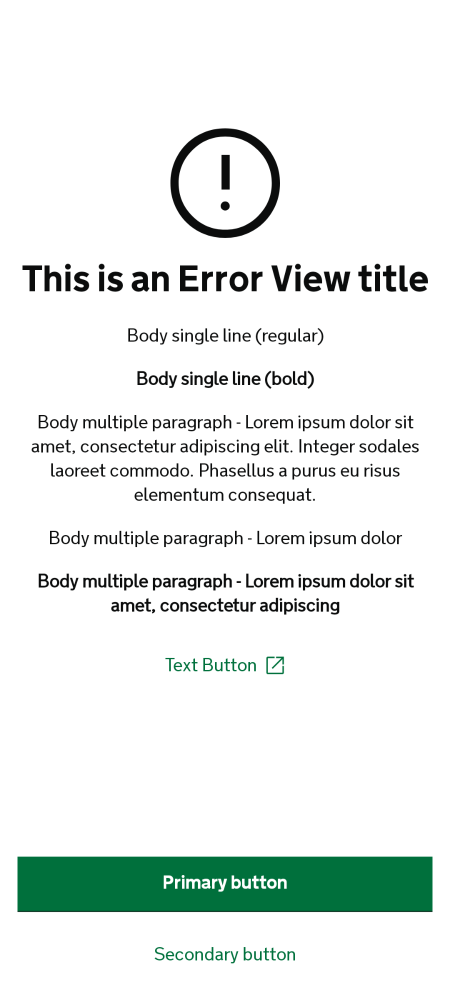 This is an Error View title
Body single line (regular)
Body single line (bold)
Body multiple paragraph - Lorem ipsum dolor sit
amet, consectetur adipiscing elit. Integer sodales
laoreet commodo. Phasellus a purus eu risus
elementum consequat.
Body multiple paragraph - Lorem ipsum dolor
Body multiple paragraph - Lorem ipsum dolor sit
amet, consectetur adipiscing
Text Button
Primary button
Secondary button